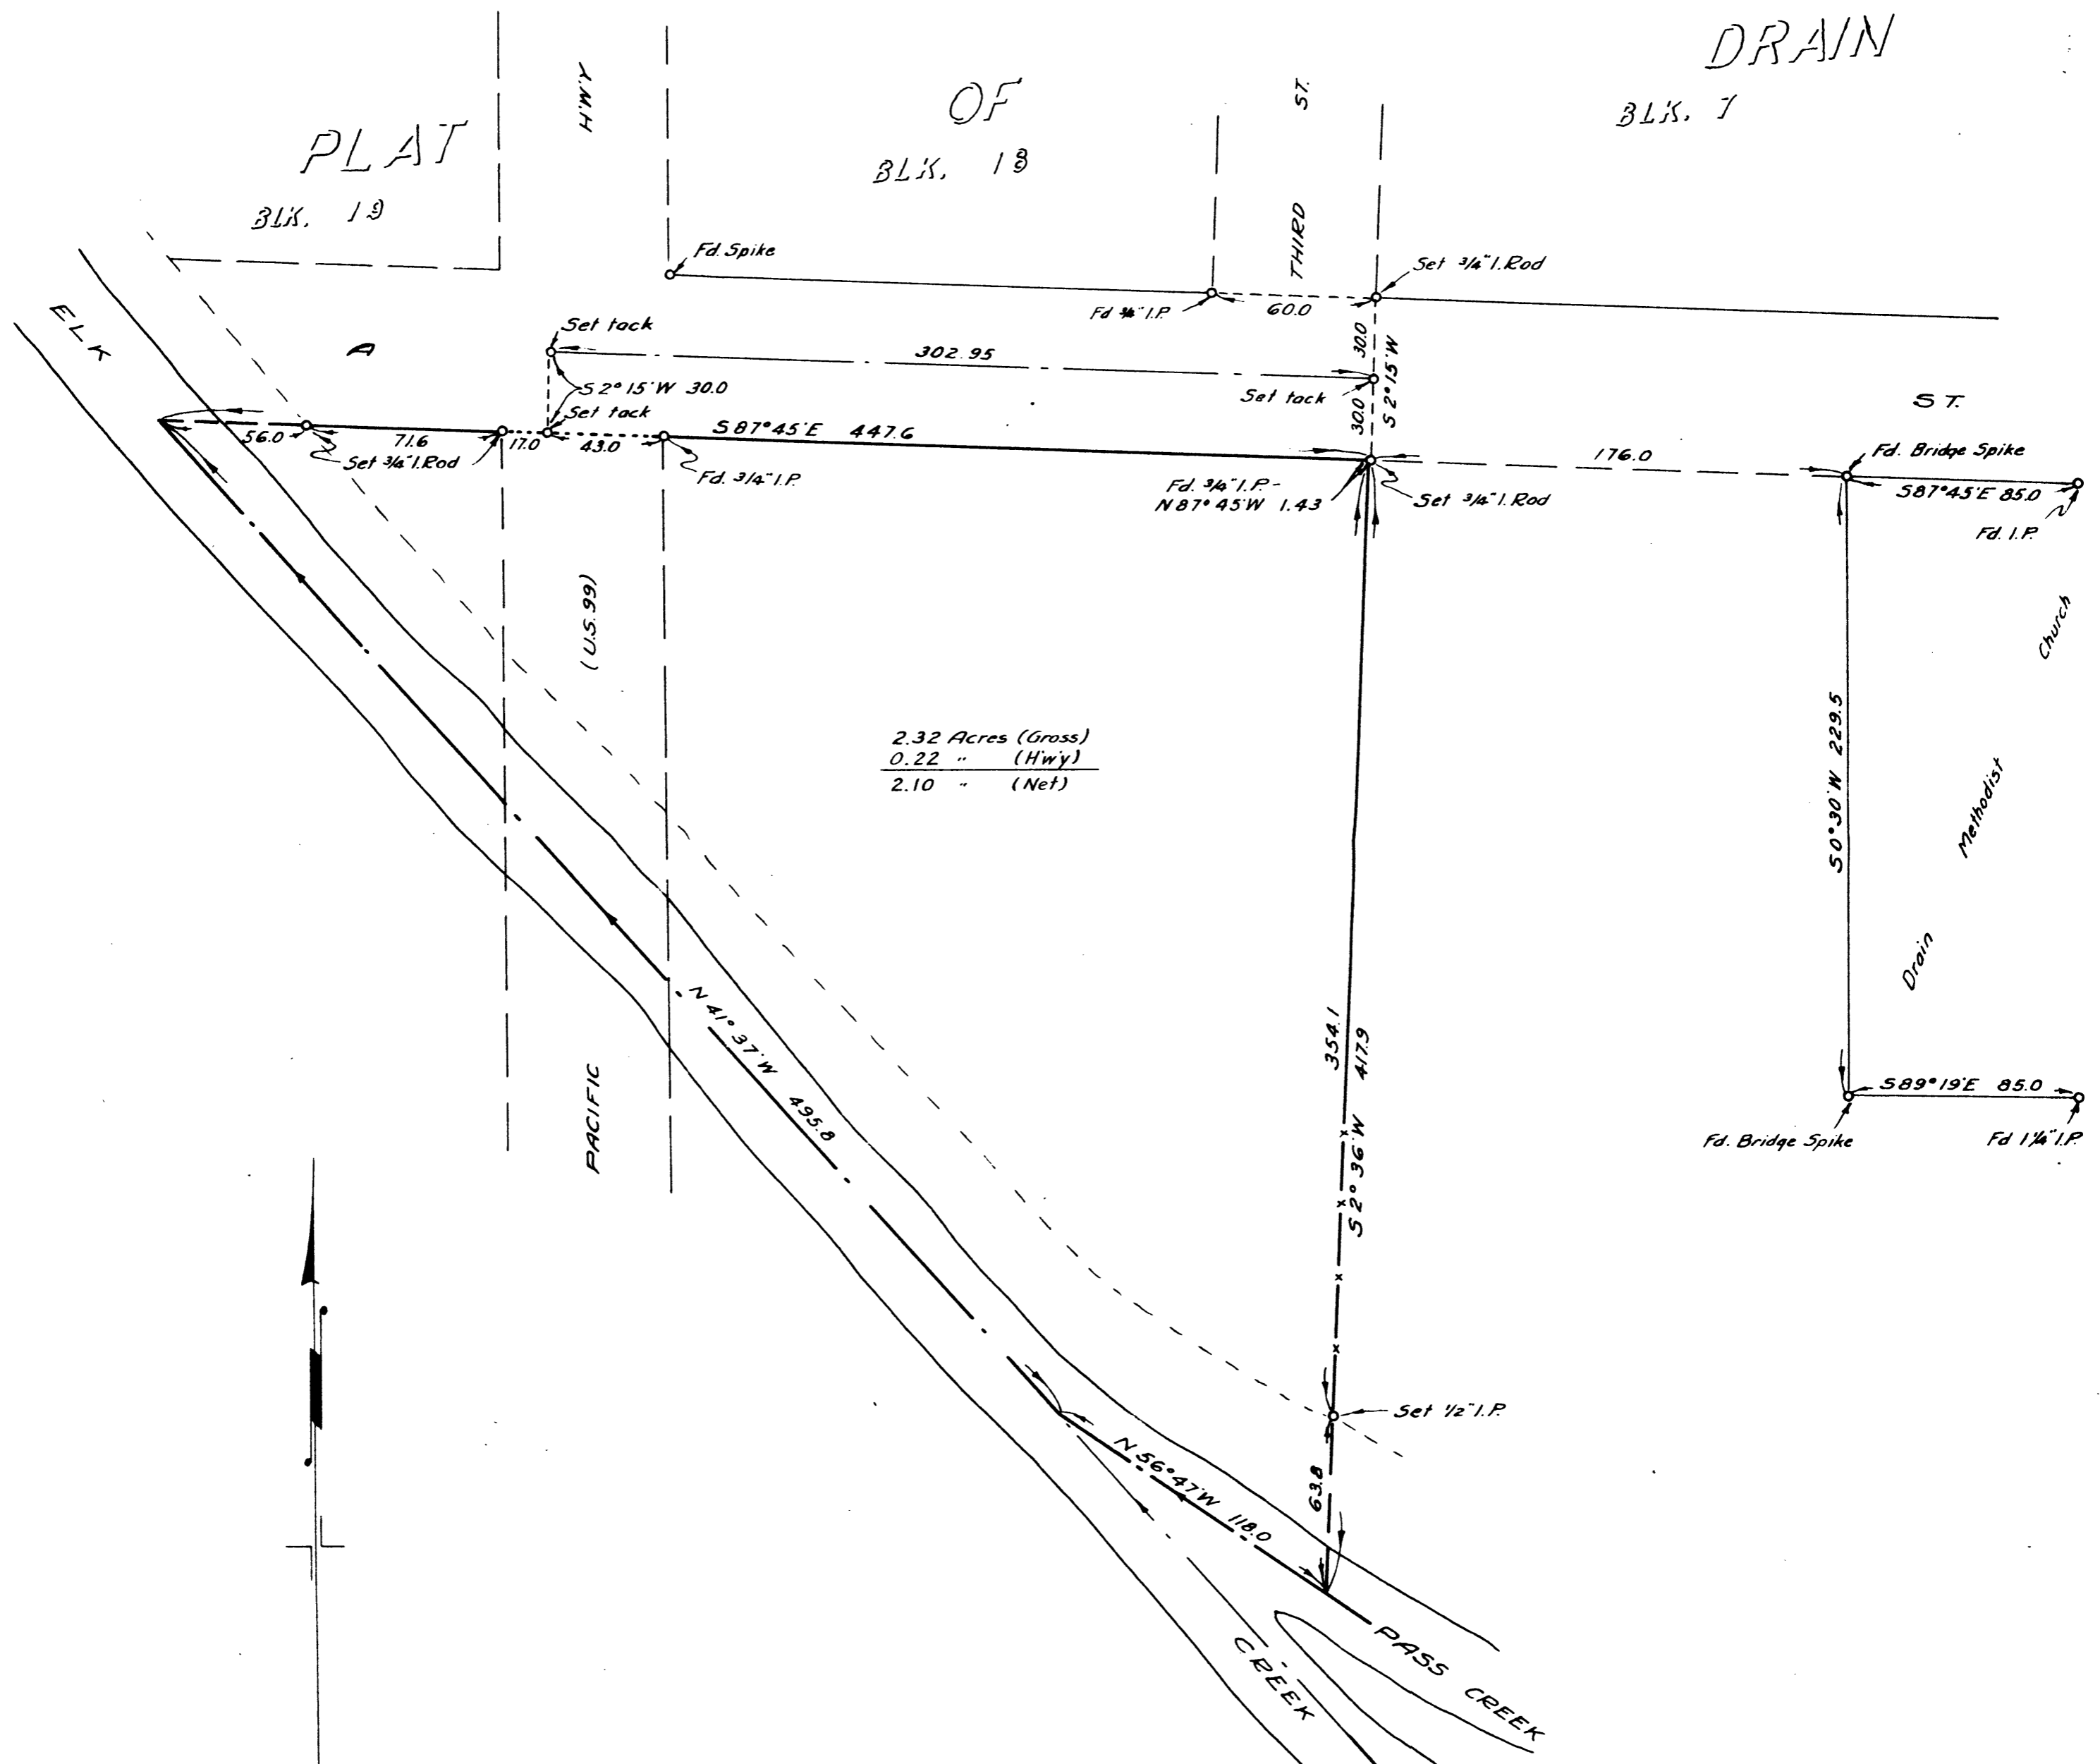 PLAT OF DRAIN
BLK. 19
BLK. 18
BLK. 7
HWY
THIRD ST.
Fd. Spike
Set 3/4" I. Rod
Fd 3/4" I.P.
60.0
ELK
A
Set tack
302.95
30.0
S 2° 15' W 30.0
Set tack
Set tack
30.0
S 2° 15' W
ST.
56.0
71.6
17.0
43.0
S 87° 45' E 447.6
176.0
Fd. Bridge Spike
Set 3/4" I. Rod
Fd. 3/4" I.P.
Fd. 3/4" I.P. -
N 87° 45' W 1.43
Set 3/4" I. Rod
S 87° 45' E 85.0
Fd. I.P.
(U.S. 99)
PACIFIC
2.32 Acres (Gross)
0.22 " (Hw'y)
2.10 " (Net)
S 0° 30' W 229.5
Drain Methodist Church
354.1
S 2° 36' W 417.9
N 41° 37' W 495.8
S 89° 19' E 85.0
Fd. Bridge Spike
Fd 1 1/4" I.P.
Set 1/2" I.P.
N 56° 47' W 118.0
63.8
CREEK
PASS CREEK